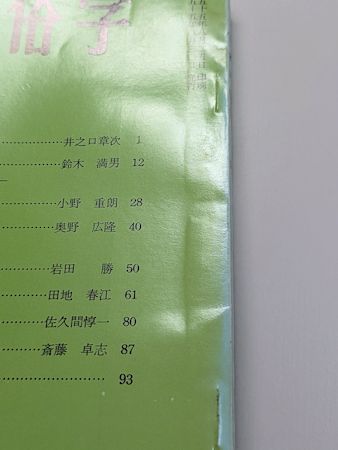 俗学
井之口章次 1
鈴木 満男 12
小野 重朗 28
奥野 広隆 40
岩田 勝 50
田地 春江 61
佐久間惇一 80
斎藤 卓志 87
93